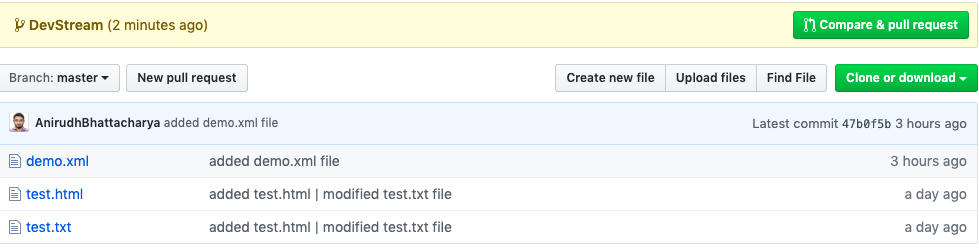 DevStream (2 minutes ago) Compare & pull request
Branch: master New pull request Create new file Upload files Find File Clone or download
AnirudhBhattacharya added demo.xml file Latest commit 47b0f5b 3 hours ago
demo.xml added demo.xml file 3 hours ago
test.html added test.html | modified test.txt file a day ago
test.txt added test.html | modified test.txt file a day ago